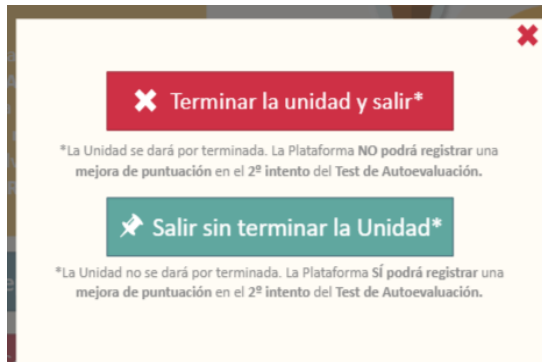 Terminar la unidad y salir*
*La Unidad se dará por terminada. La Plataforma NO podrá registrar una
mejora de puntuación en el 2º intento del Test de Autoevaluación.
Salir sin terminar la Unidad*
*La Unidad no se dará por terminada. La Plataforma SÍ podrá registrar una
mejora de puntuación en el 2º intento del Test de Autoevaluación.